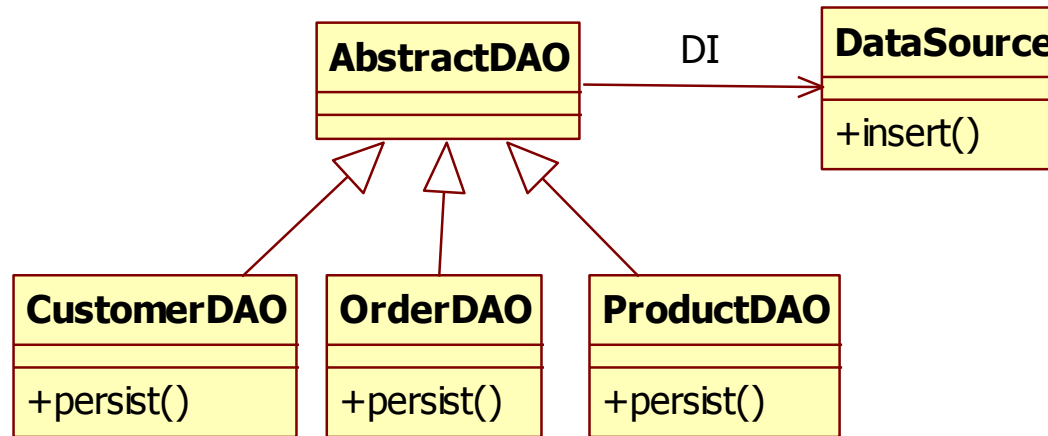 AbstractDAO
DI
DataSource
+insert()
CustomerDAO
+persist()
OrderDAO
+persist()
ProductDAO
+persist()